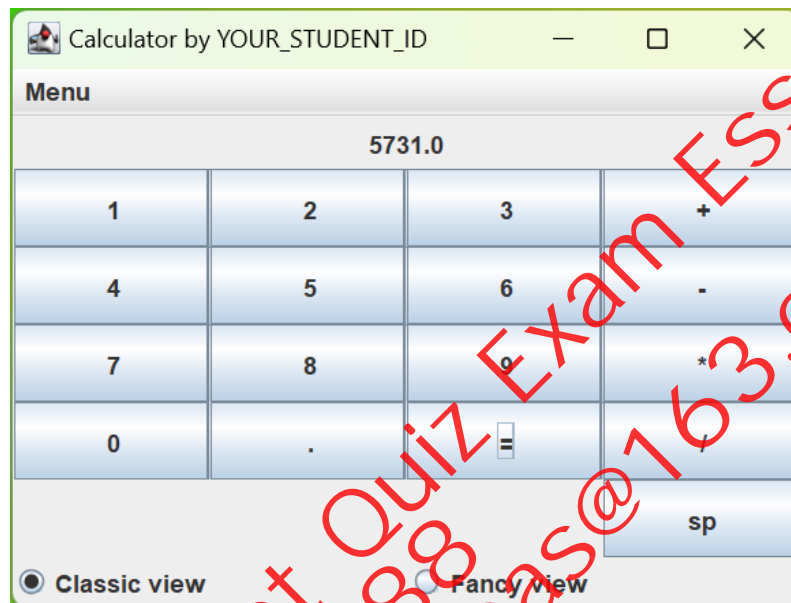 Calculator by YOUR_STUDENT_ID
Menu
5731.0
1 2 3 +
4 5 6 -
7 8 9 *
0 . = /
sp
Classic view Fancy view
Quiz Exam